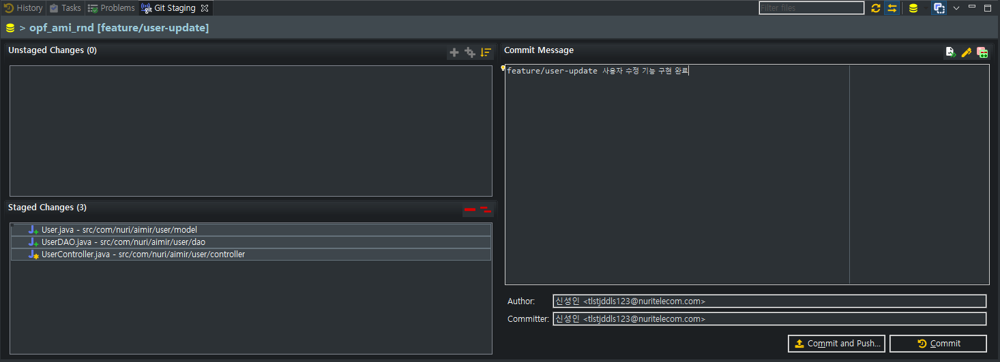 History Tasks Problems Git Staging Filter files
> opf_ami_rnd [feature/user-update]
Unstaged Changes (0)
Staged Changes (3)
User.java - src/com/nuri/aimir/user/model
UserDAO.java - src/com/nuri/aimir/user/dao
UserController.java - src/com/nuri/aimir/user/controller
Commit Message
feature/user-update 사용자 수정 기능 구현 완료
Author: 신성인 <tlstjddls123@nuritelecom.com>
Committer: 신성인 <tlstjddls123@nuritelecom.com>
Commit and Push... Commit